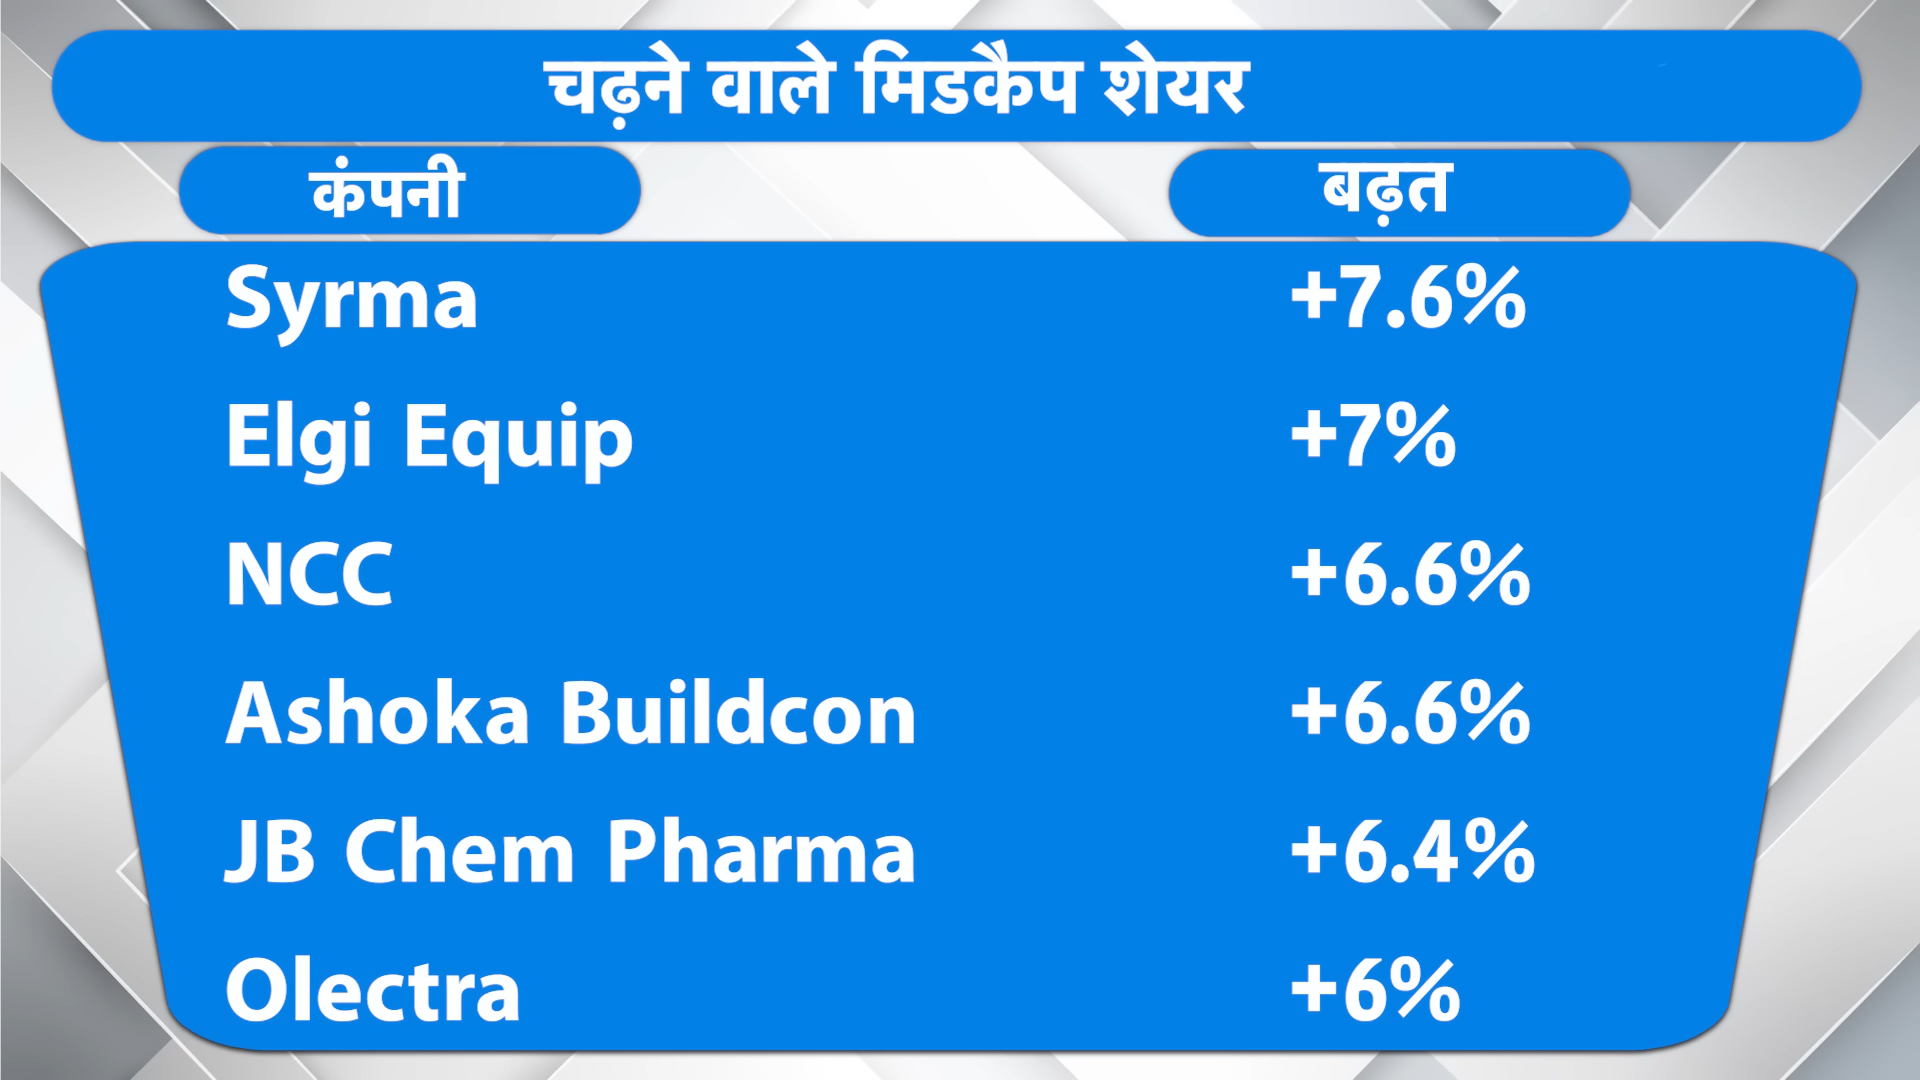 चढ़ने वाले मिडकैप शेयर
कंपनी बढ़त
Syrma +7.6%
Elgi Equip +7%
NCC +6.6%
Ashoka Buildcon +6.6%
JB Chem Pharma +6.4%
Olectra +6%